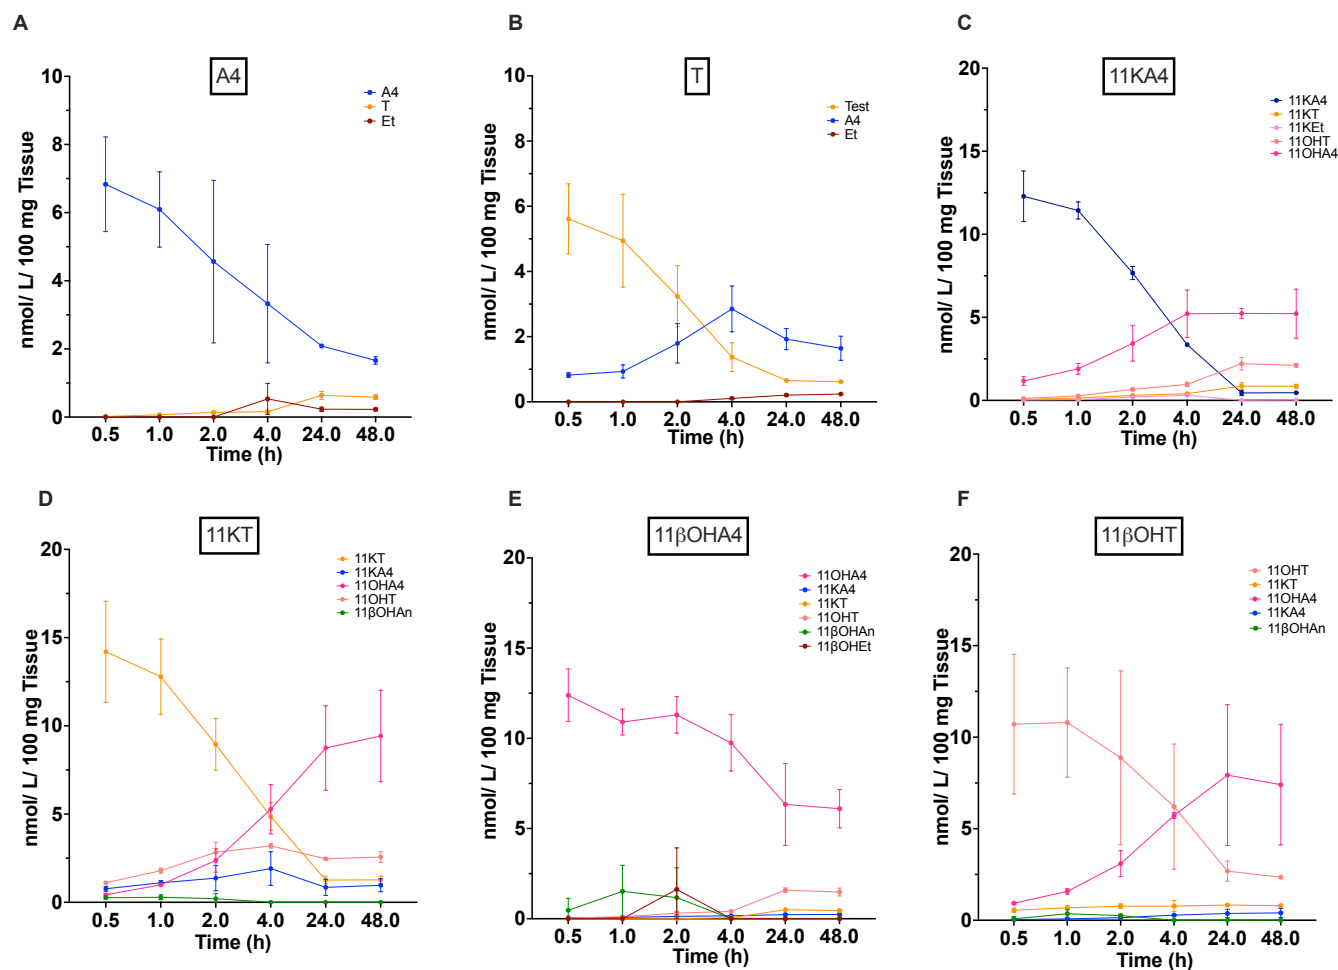 A
A4
10
8
6
4
2
0
nmol/ L/ 100 mg Tissue
A4
T
Et
0.5 1.0 2.0 4.0 24.0 48.0
Time (h)
B
T
10
8
6
4
2
0
nmol/ L/ 100 mg Tissue
Test
A4
Et
0.5 1.0 2.0 4.0 24.0 48.0
Time (h)
C
11KA4
20
15
10
5
0
nmol/ L/ 100 mg Tissue
11KA4
11KT
11KEt
11OHT
11OHA4
0.5 1.0 2.0 4.0 24.0 48.0
Time (h)
D
11KT
20
15
10
5
0
nmol/ L/ 100 mg Tissue
11KT
11KA4
11OHA4
11OHT
11βOHAn
0.5 1.0 2.0 4.0 24.0 48.0
Time (h)
E
11βOHA4
20
15
10
5
0
nmol/ L/ 100 mg Tissue
11OHA4
11KA4
11KT
11OHT
11βOHAn
11βOHEt
0.5 1.0 2.0 4.0 24.0 48.0
Time (h)
F
11βOHT
20
15
10
5
0
nmol/ L/ 100 mg Tissue
11OHT
11KT
11OHA4
11KA4
11βOHAn
0.5 1.0 2.0 4.0 24.0 48.0
Time (h)